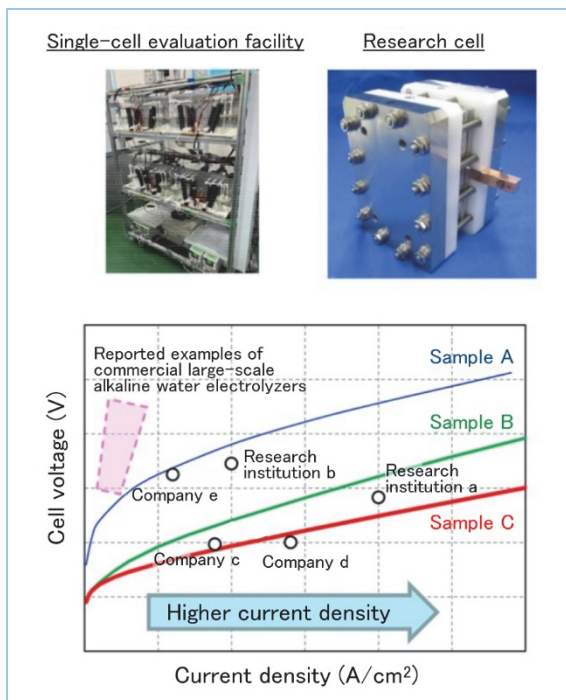 Single-cell evaluation facility
Research cell
Reported examples of
commercial large-scale
alkaline water electrolyzers
Sample A
Sample B
Research
institution b
Research
institution a
Company e
Sample C
Company c
Company d
Higher current density
Cell voltage (V)
Current density (A/cm²)